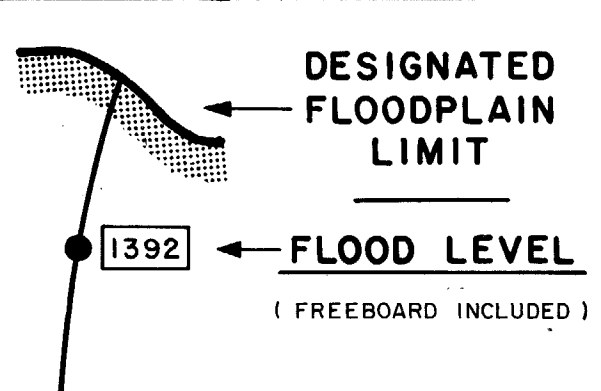 DESIGNATED
FLOODPLAIN
LIMIT
1392
FLOOD LEVEL
( FREEBOARD INCLUDED )